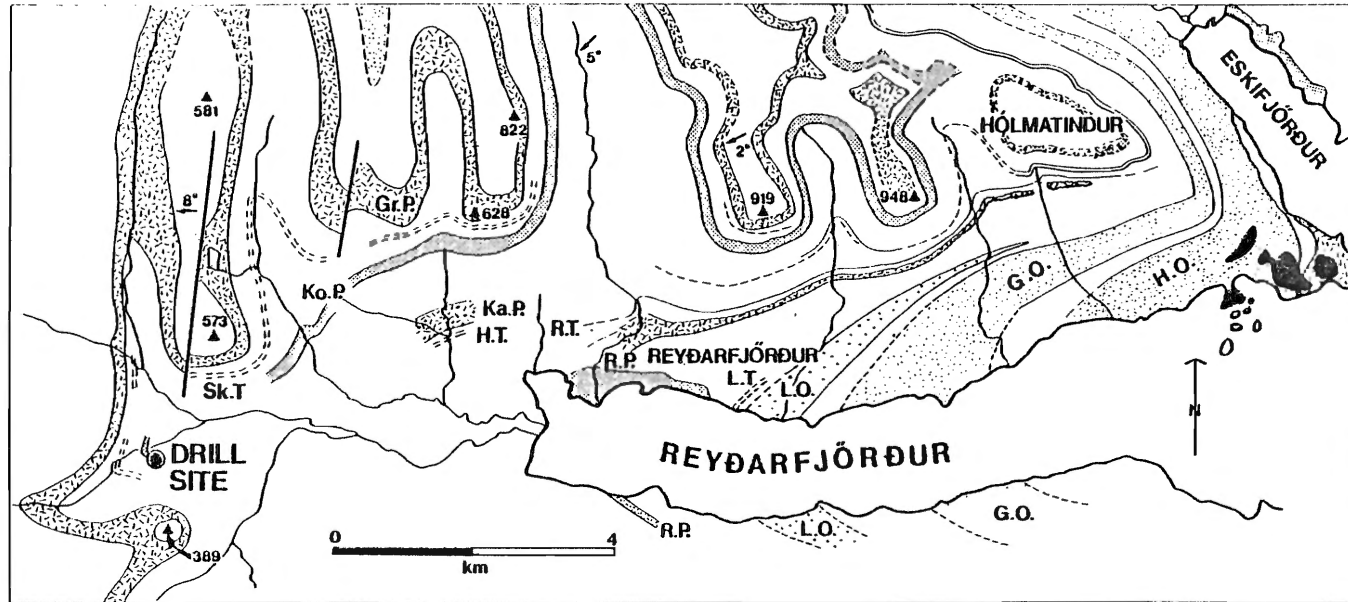 581
822
5°
HÓLMATINDUR
ESKIFJÖRÐUR
2°
8°
Gr.P.
628
919
948
Ko.P.
Ka.P.
H.T.
R.T.
G.O.
H.O.
573
REYÐARFJÖRÐUR
R.P.
L.T.
L.O.
Sk.T
N
DRILL
SITE
REYÐARFJÖRÐUR
G.O.
L.O.
R.P.
389
0
4
km